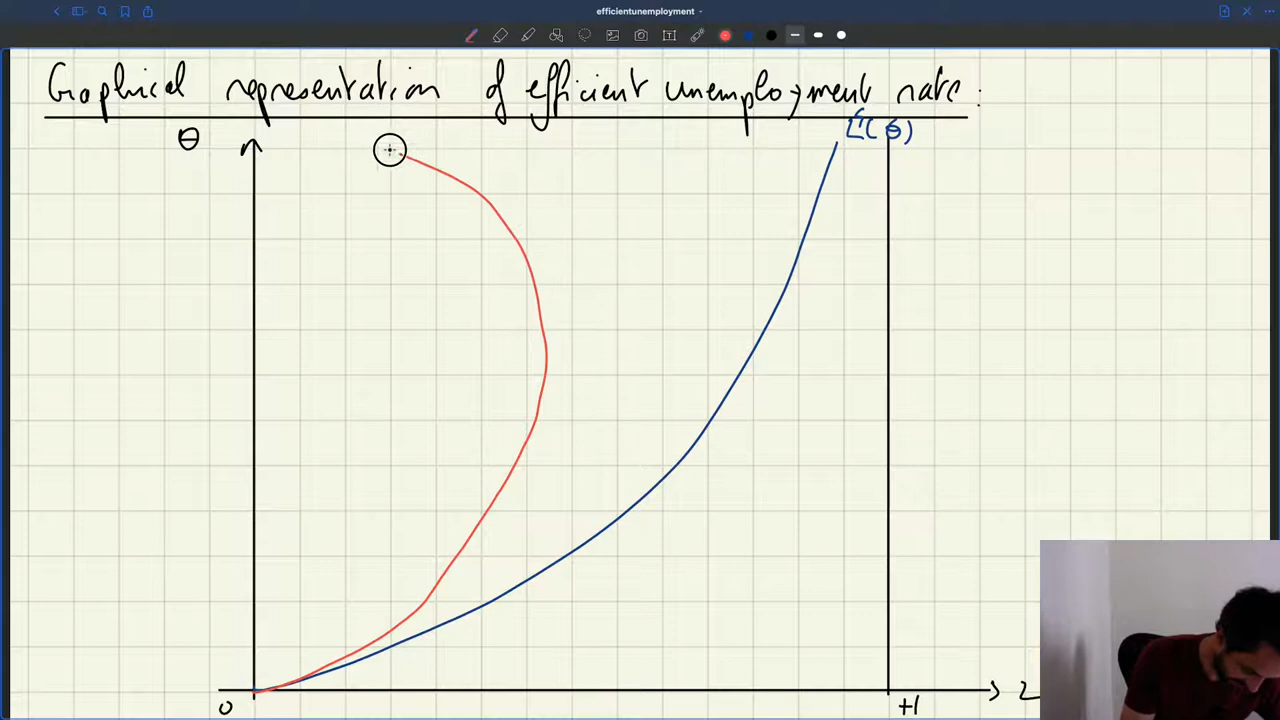 efficientunemployment
Graphical representation of efficient unemployment rate :
θ
L^s(θ)
0
+1
L